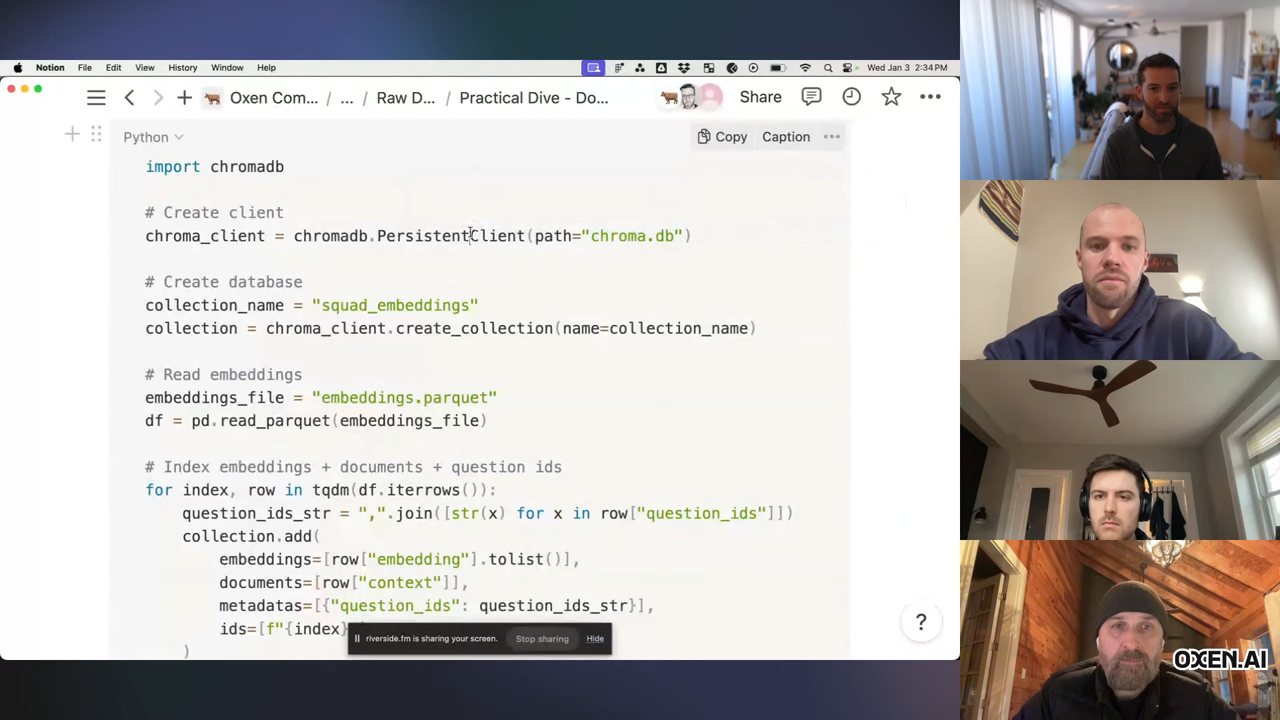 Notion File Edit View History Window Help Wed Jan 3 2:34 PM
Oxen Com... / ... / Raw D... / Practical Dive - Do... Share
Python Copy Caption
import chromadb
# Create client
chroma_client = chromadb.PersistentClient(path="chroma.db")
# Create database
collection_name = "squad_embeddings"
collection = chroma_client.create_collection(name=collection_name)
# Read embeddings
embeddings_file = "embeddings.parquet"
df = pd.read_parquet(embeddings_file)
# Index embeddings + documents + question ids
for index, row in tqdm(df.iterrows()):
question_ids_str = ",".join([str(x) for x in row["question_ids"]])
collection.add(
embeddings=[row["embedding"].tolist()],
documents=[row["context"]],
metadatas=[{"question_ids": question_ids_str}],
ids=[f"{index}
)
riverside.fm is sharing your screen. Stop sharing Hide
?
OXEN.AI